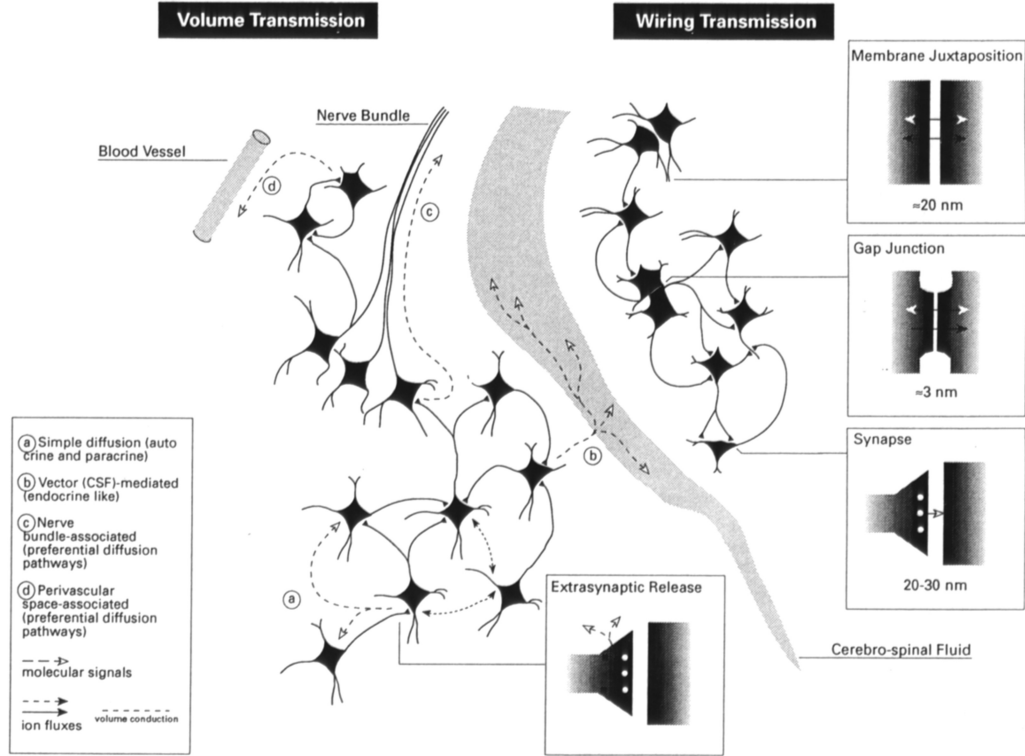 Volume Transmission
Wiring Transmission
Membrane Juxtaposition
≈20 nm
Nerve Bundle
Blood Vessel
d
c
Gap Junction
≈3 nm
a Simple diffusion (auto
crine and paracrine)
b Vector (CSF)-mediated
(endocrine like)
c Nerve
bundle-associated
(preferential diffusion
pathways)
d Perivascular
space-associated
(preferential diffusion
pathways)
molecular signals
ion fluxes
volume conduction
b
Synapse
20-30 nm
a
Extrasynaptic Release
Cerebro-spinal Fluid